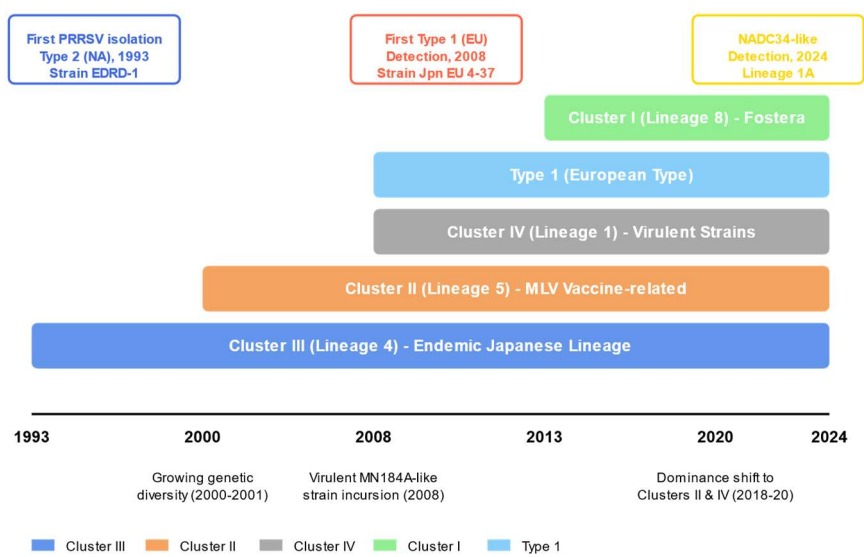 First PRRSV isolation
Type 2 (NA), 1993
Strain EDRD-1
First Type 1 (EU)
Detection, 2008
Strain Jpn EU 4-37
NADC34-like
Detection, 2024
Lineage 1A
Cluster I (Lineage 8) - Fostera
Type 1 (European Type)
Cluster IV (Lineage 1) - Virulent Strains
Cluster II (Lineage 5) - MLV Vaccine-related
Cluster III (Lineage 4) - Endemic Japanese Lineage
1993 2000 2008 2013 2020 2024
Growing genetic
diversity (2000-2001)
Virulent MN184A-like
strain incursion (2008)
Dominance shift to
Clusters II & IV (2018-20)
Cluster III Cluster II Cluster IV Cluster I Type 1